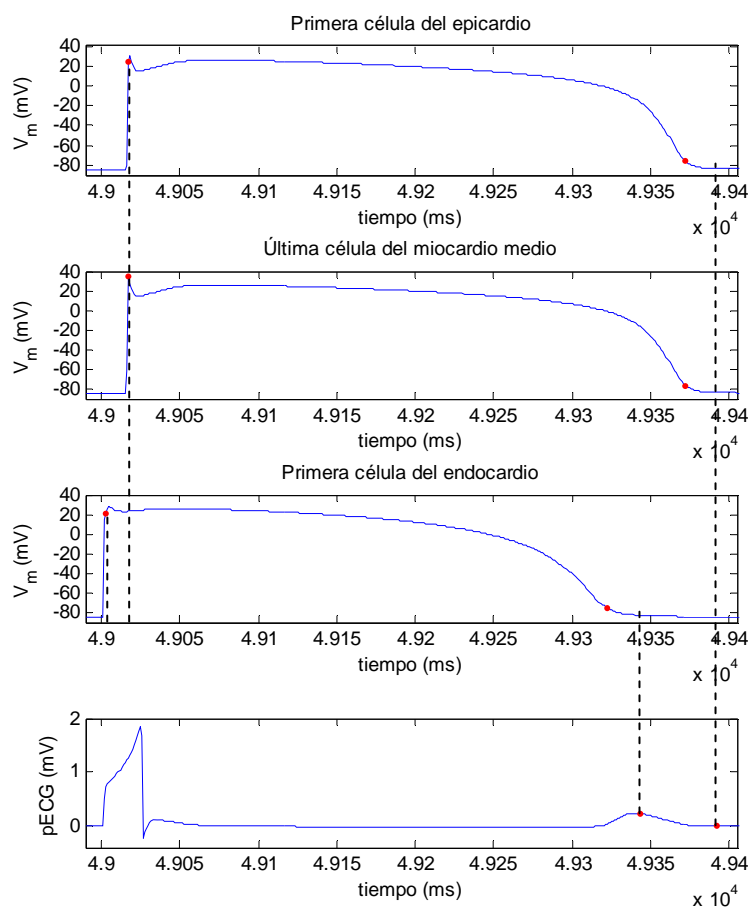 Primera célula del epicardio
40
20
0
-20
-40
-60
-80
V_m (mV)
4.9 4.905 4.91 4.915 4.92 4.925 4.93 4.935 4.94
tiempo (ms)
x 10^4
Última célula del miocardio medio
40
20
0
-20
-40
-60
-80
V_m (mV)
4.9 4.905 4.91 4.915 4.92 4.925 4.93 4.935 4.94
tiempo (ms)
x 10^4
Primera célula del endocardio
40
20
0
-20
-40
-60
-80
V_m (mV)
4.9 4.905 4.91 4.915 4.92 4.925 4.93 4.935 4.94
tiempo (ms)
x 10^4
2
1
0
pECG (mV)
4.9 4.905 4.91 4.915 4.92 4.925 4.93 4.935 4.94
tiempo (ms)
x 10^4